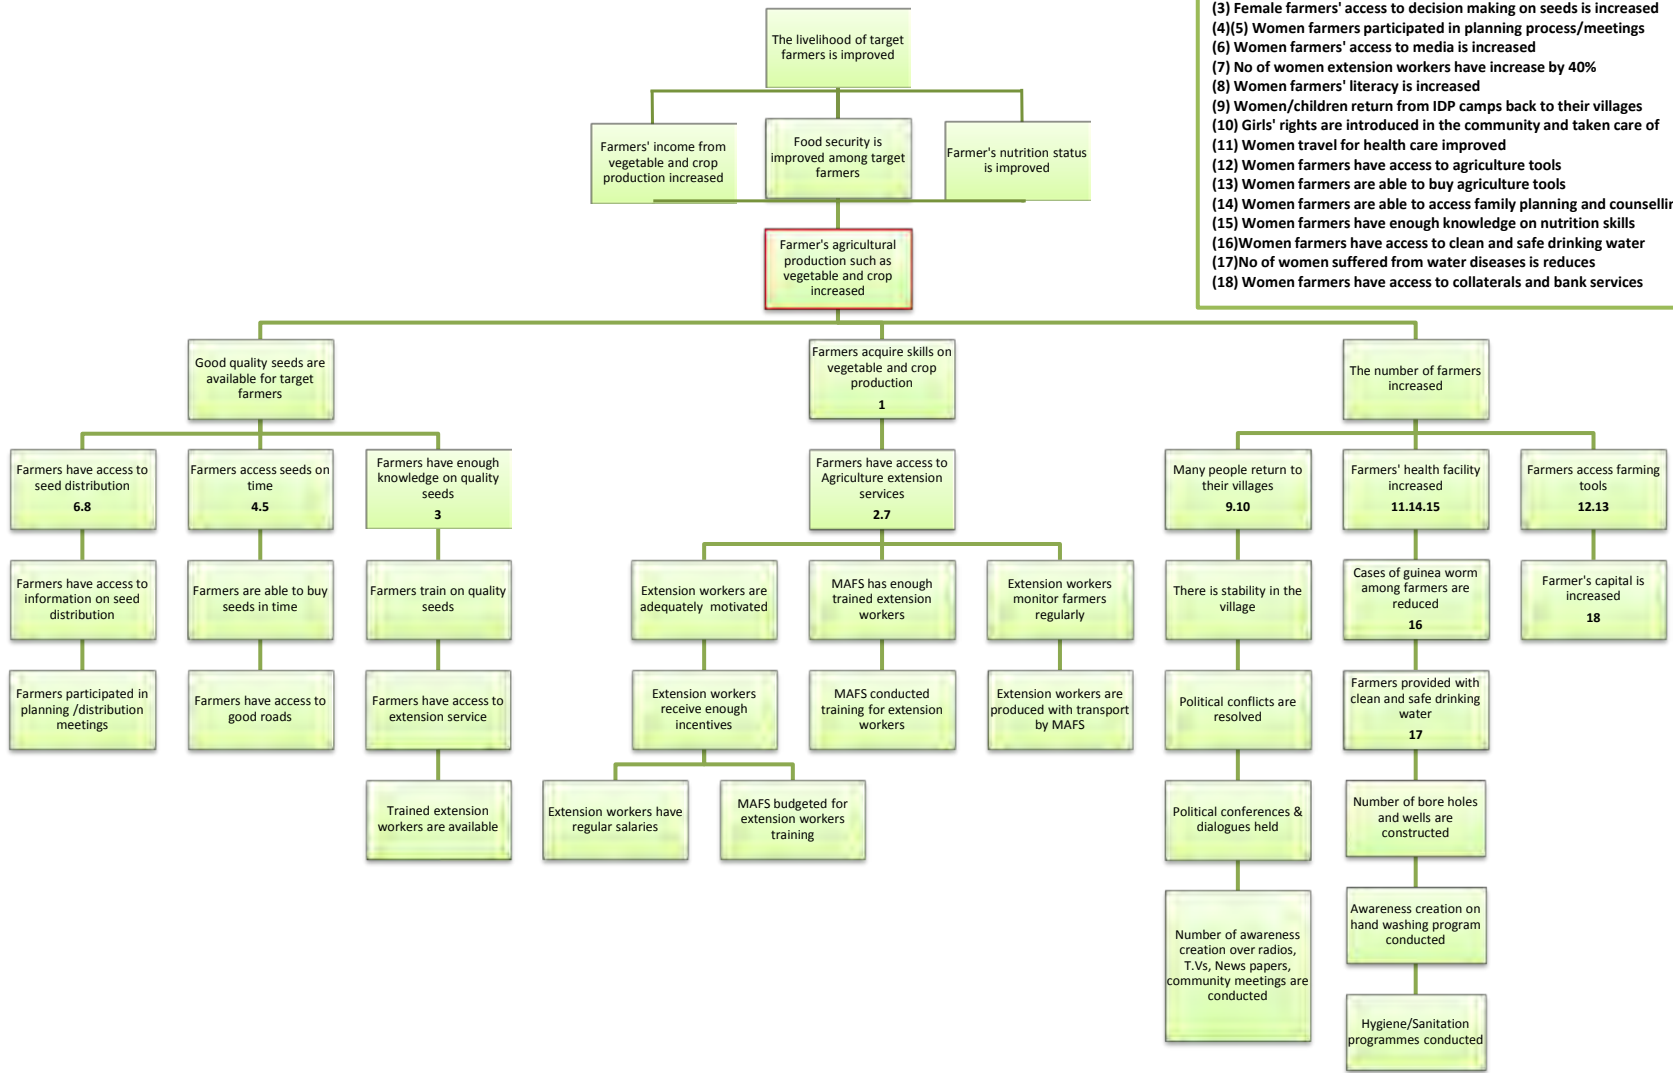 (3) Female farmers' access to decision making on seeds is increased
(4)(5) Women farmers participated in planning process/meetings
(6) Women farmers' access to media is increased
(7) No of women extension workers have increase by 40%
(8) Women farmers' literacy is increased
(9) Women/children return from IDP camps back to their villages
(10) Girls' rights are introduced in the community and taken care of
(11) Women travel for health care improved
(12) Women farmers have access to agriculture tools
(13) Women farmers are able to buy agriculture tools
(14) Women farmers are able to access family planning and counsellin
(15) Women farmers have enough knowledge on nutrition skills
(16)Women farmers have access to clean and safe drinking water
(17)No of women suffered from water diseases is reduces
(18) Women farmers have access to collaterals and bank services
The livelihood of target
farmers is improved
Farmers' income from
vegetable and crop
production increased
Food security is
improved among target
farmers
Farmer's nutrition status
is improved
Farmer's agricultural
production such as
vegetable and crop
increased
Good quality seeds are
available for target
farmers
Farmers acquire skills on
vegetable and crop
production
1
The number of farmers
increased
Farmers have access to
seed distribution
6.8
Farmers access seeds on
time
4.5
Farmers have enough
knowledge on quality
seeds
3
Farmers have access to
Agriculture extension
services
2.7
Many people return to
their villages
9.10
Farmers' health facility
increased
11.14.15
Farmers access farming
tools
12.13
Farmers have access to
information on seed
distribution
Farmers are able to buy
seeds in time
Farmers train on quality
seeds
Extension workers are
adequately motivated
MAFS has enough
trained extension
workers
Extension workers
monitor farmers
regularly
There is stability in the
village
Cases of guinea worm
among farmers are
reduced
16
Farmer's capital is
increased
18
Farmers participated in
planning /distribution
meetings
Farmers have access to
good roads
Farmers have access to
extension service
Extension workers
receive enough
incentives
MAFS conducted
training for extension
workers
Extension workers are
produced with transport
by MAFS
Political conflicts are
resolved
Farmers provided with
clean and safe drinking
water
17
Trained extension
workers are available
Extension workers have
regular salaries
MAFS budgeted for
extension workers
training
Political conferences &
dialogues held
Number of bore holes
and wells are
constructed
Number of awareness
creation over radios,
T.Vs, News papers,
community meetings are
conducted
Awareness creation on
hand washing program
conducted
Hygiene/Sanitation
programmes conducted